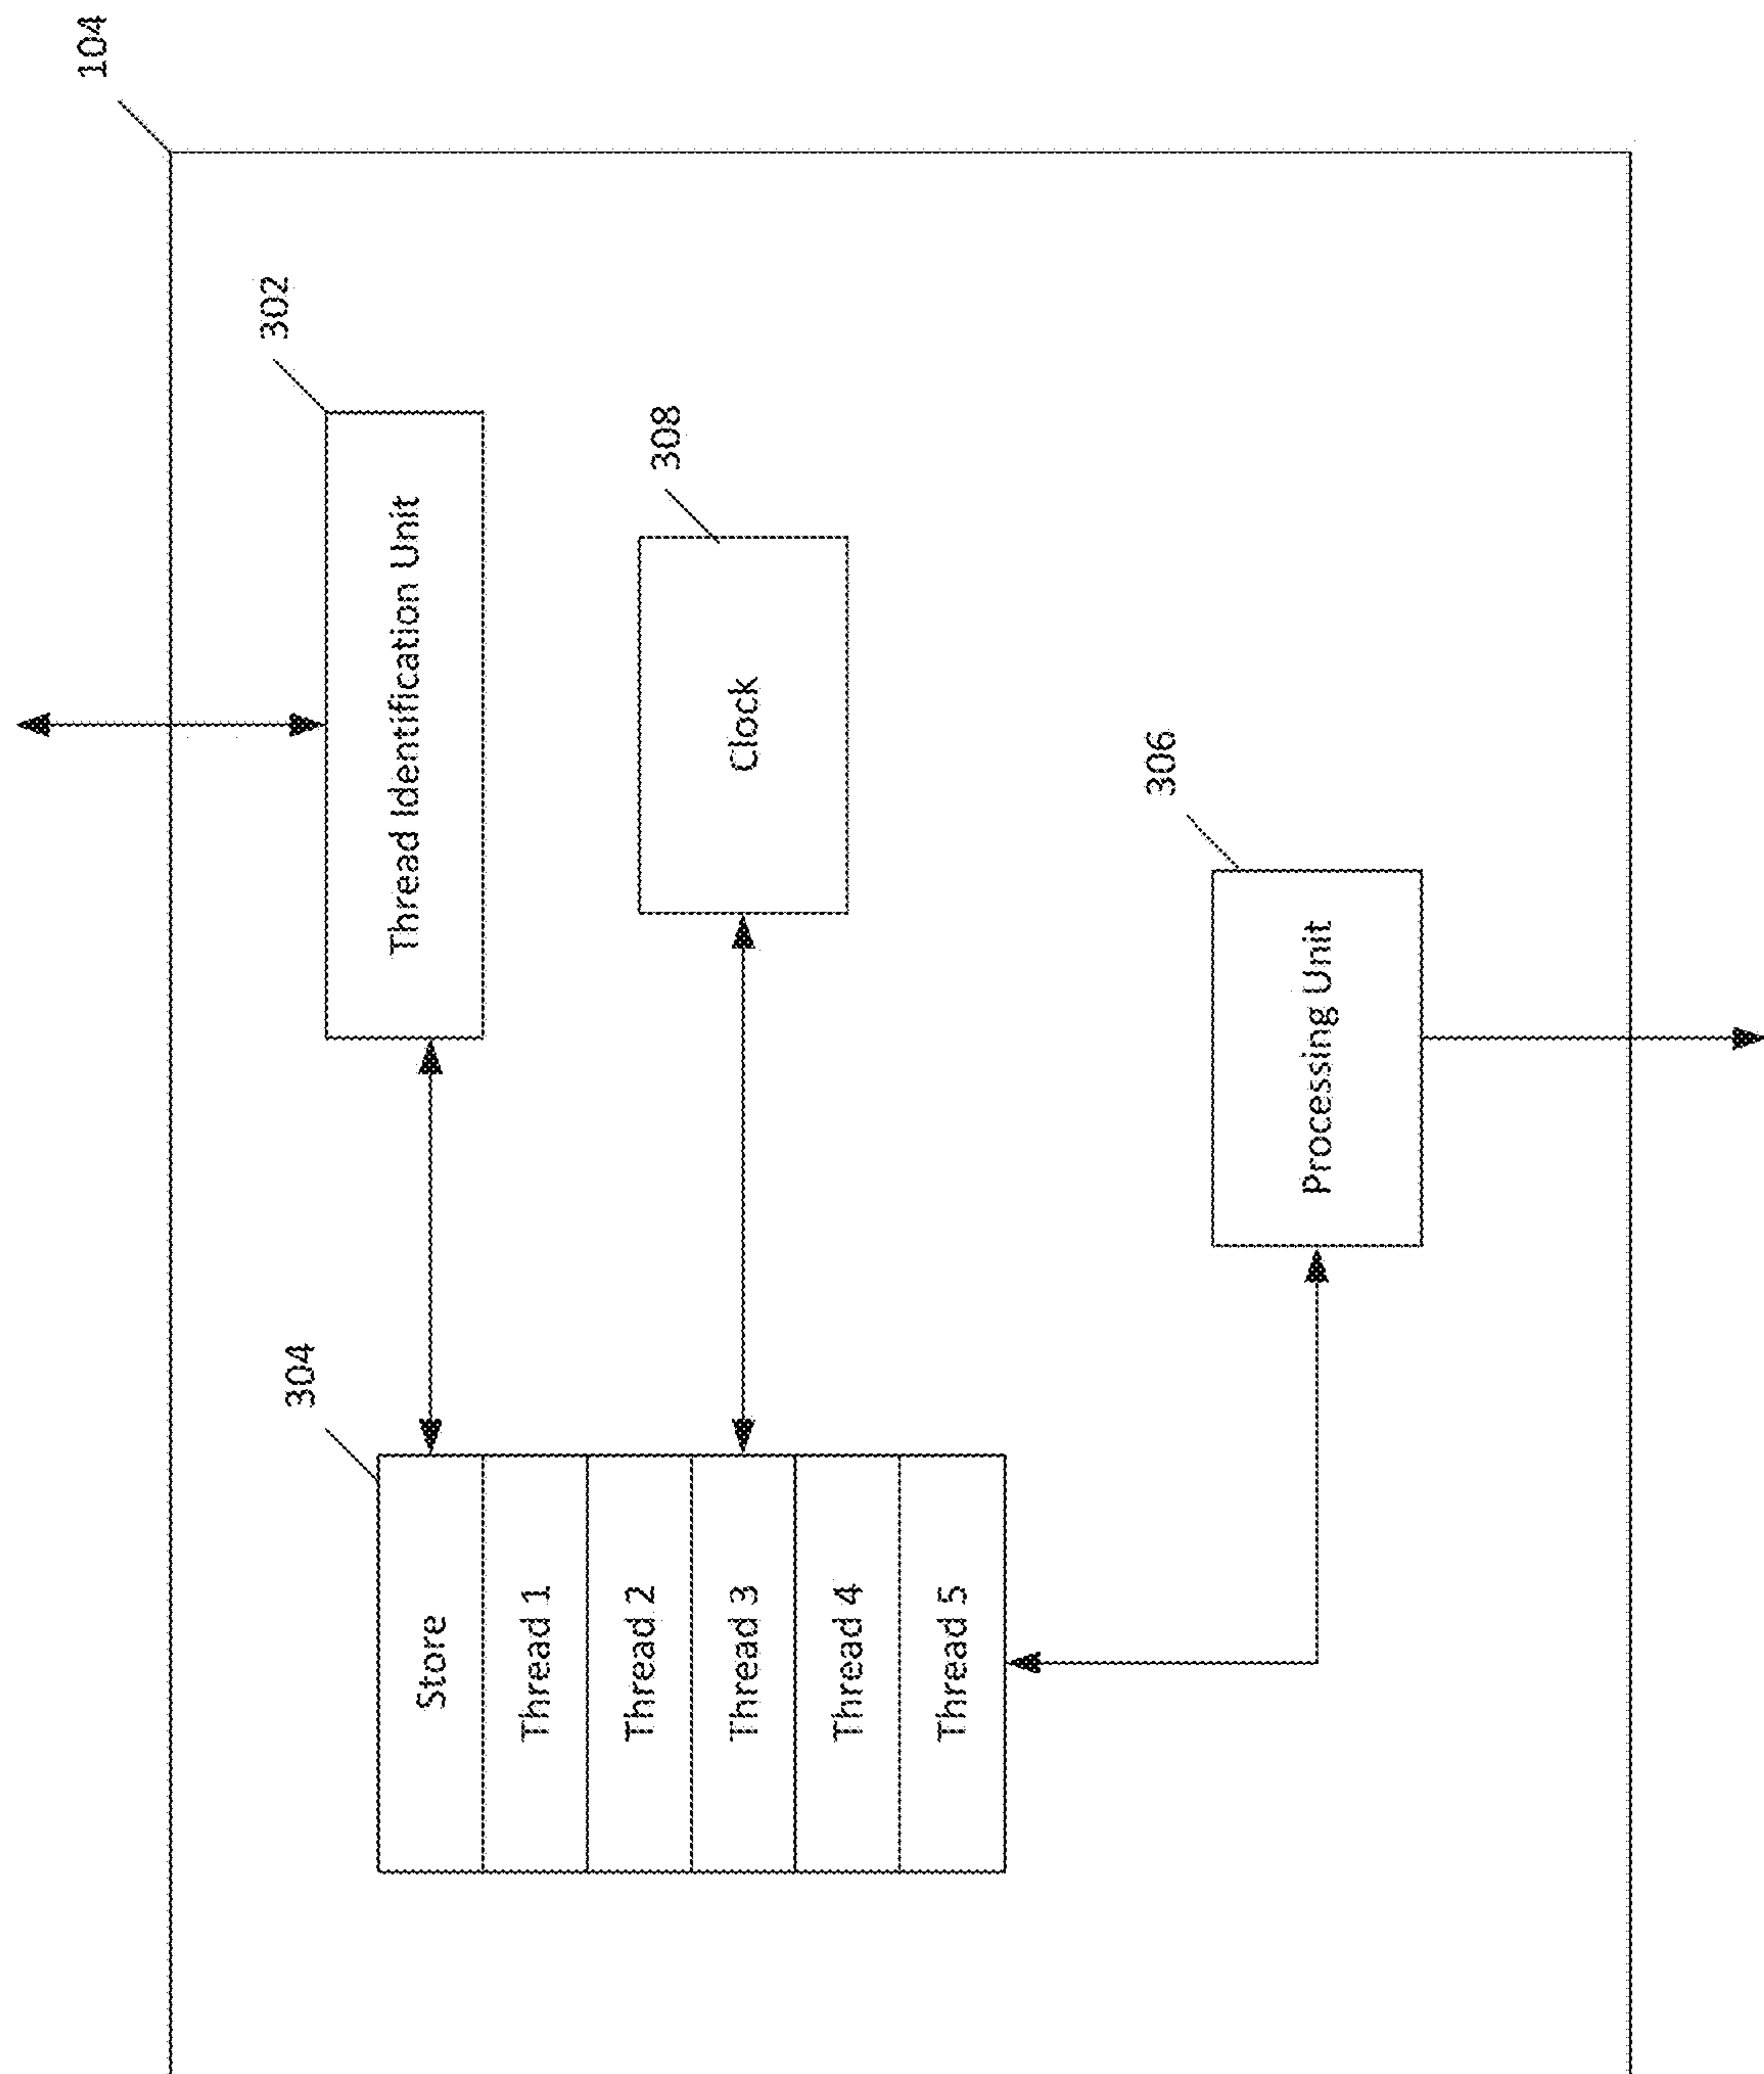 104
302
Thread Identification Unit
304
Store
Thread 1
Thread 2
Thread 3
Thread 4
Thread 5
308
Clock
306
Processing Unit